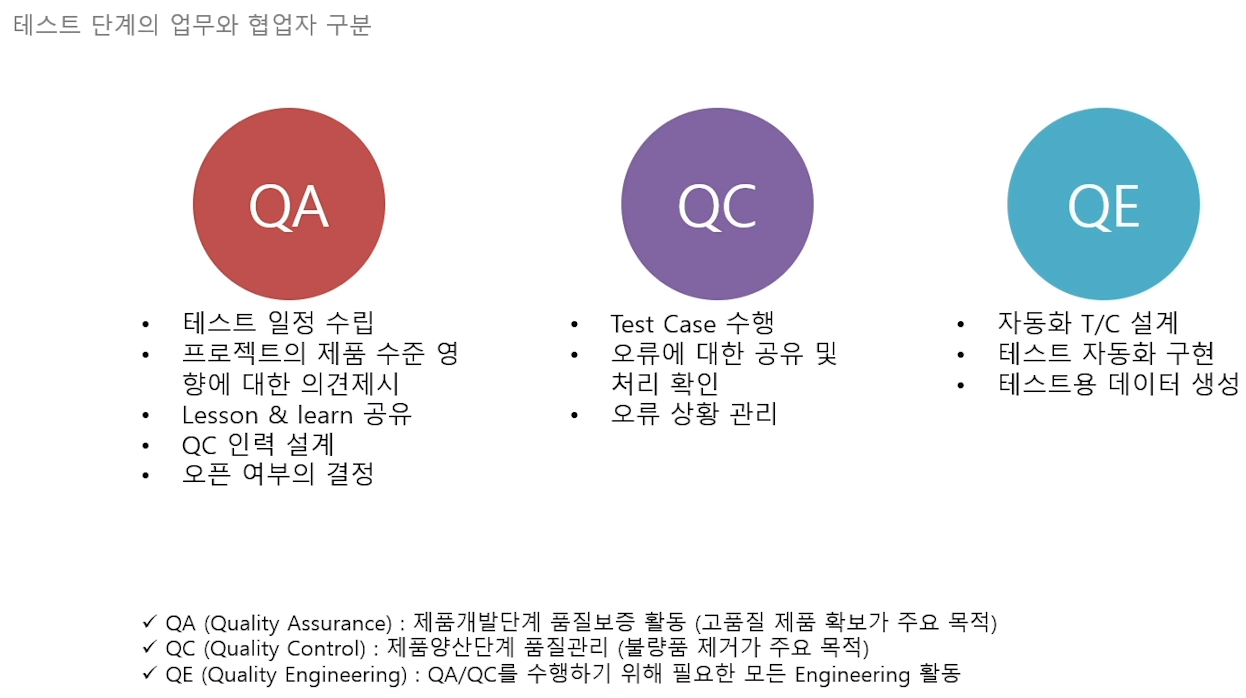 테스트 단계의 업무와 협업자 구분
QA
• 테스트 일정 수립
• 프로젝트의 제품 수준 영
향에 대한 의견제시
• Lesson & learn 공유
• QC 인력 설계
• 오픈 여부의 결정
QC
• Test Case 수행
• 오류에 대한 공유 및
처리 확인
• 오류 상황 관리
QE
• 자동화 T/C 설계
• 테스트 자동화 구현
• 테스트용 데이터 생성
✓ QA (Quality Assurance) : 제품개발단계 품질보증 활동 (고품질 제품 확보가 주요 목적)
✓ QC (Quality Control) : 제품양산단계 품질관리 (불량품 제거가 주요 목적)
✓ QE (Quality Engineering) : QA/QC를 수행하기 위해 필요한 모든 Engineering 활동